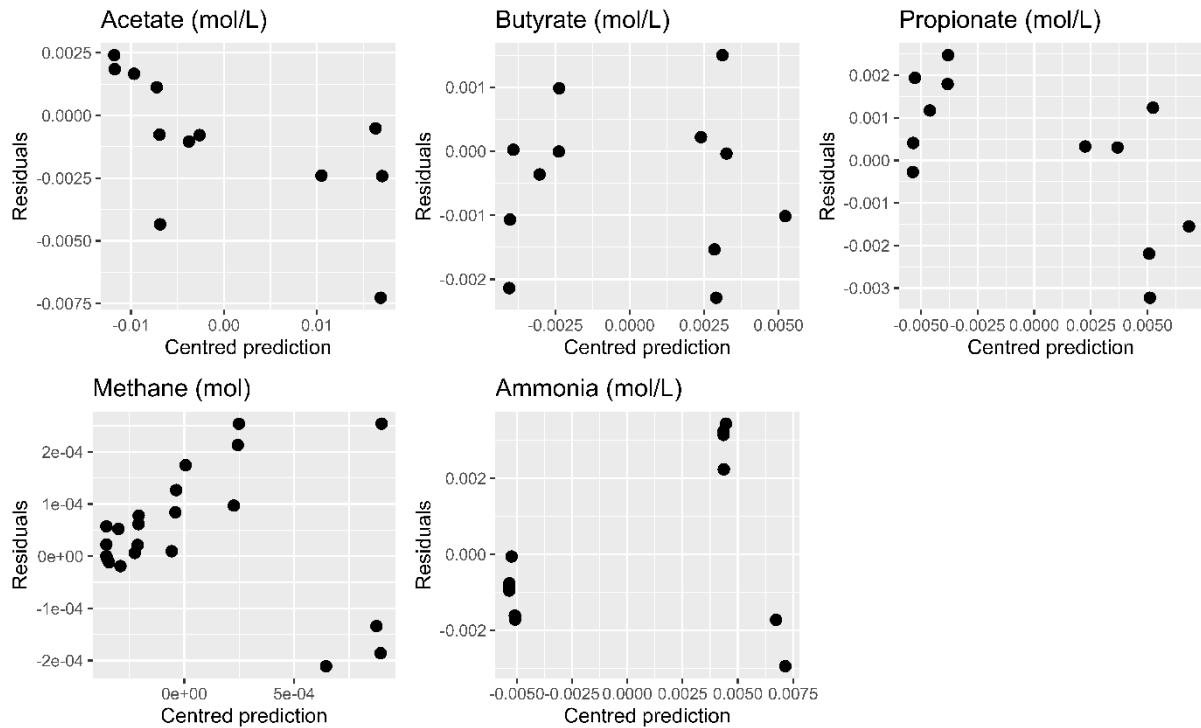 Acetate (mol/L)
Residuals
0.0025
0.0000
-0.0025
-0.0050
-0.0075
-0.01 0.00 0.01
Centred prediction
Butyrate (mol/L)
Residuals
0.001
0.000
-0.001
-0.002
-0.0025 0.0000 0.0025 0.0050
Centred prediction
Propionate (mol/L)
Residuals
0.002
0.001
0.000
-0.001
-0.002
-0.003
-0.0050 -0.0025 0.0000 0.0025 0.0050
Centred prediction
Methane (mol)
Residuals
2e-04
1e-04
0e+00
-1e-04
-2e-04
0e+00 5e-04
Centred prediction
Ammonia (mol/L)
Residuals
0.002
0.000
-0.002
-0.0050 -0.0025 0.0000 0.0025 0.0050 0.0075
Centred prediction